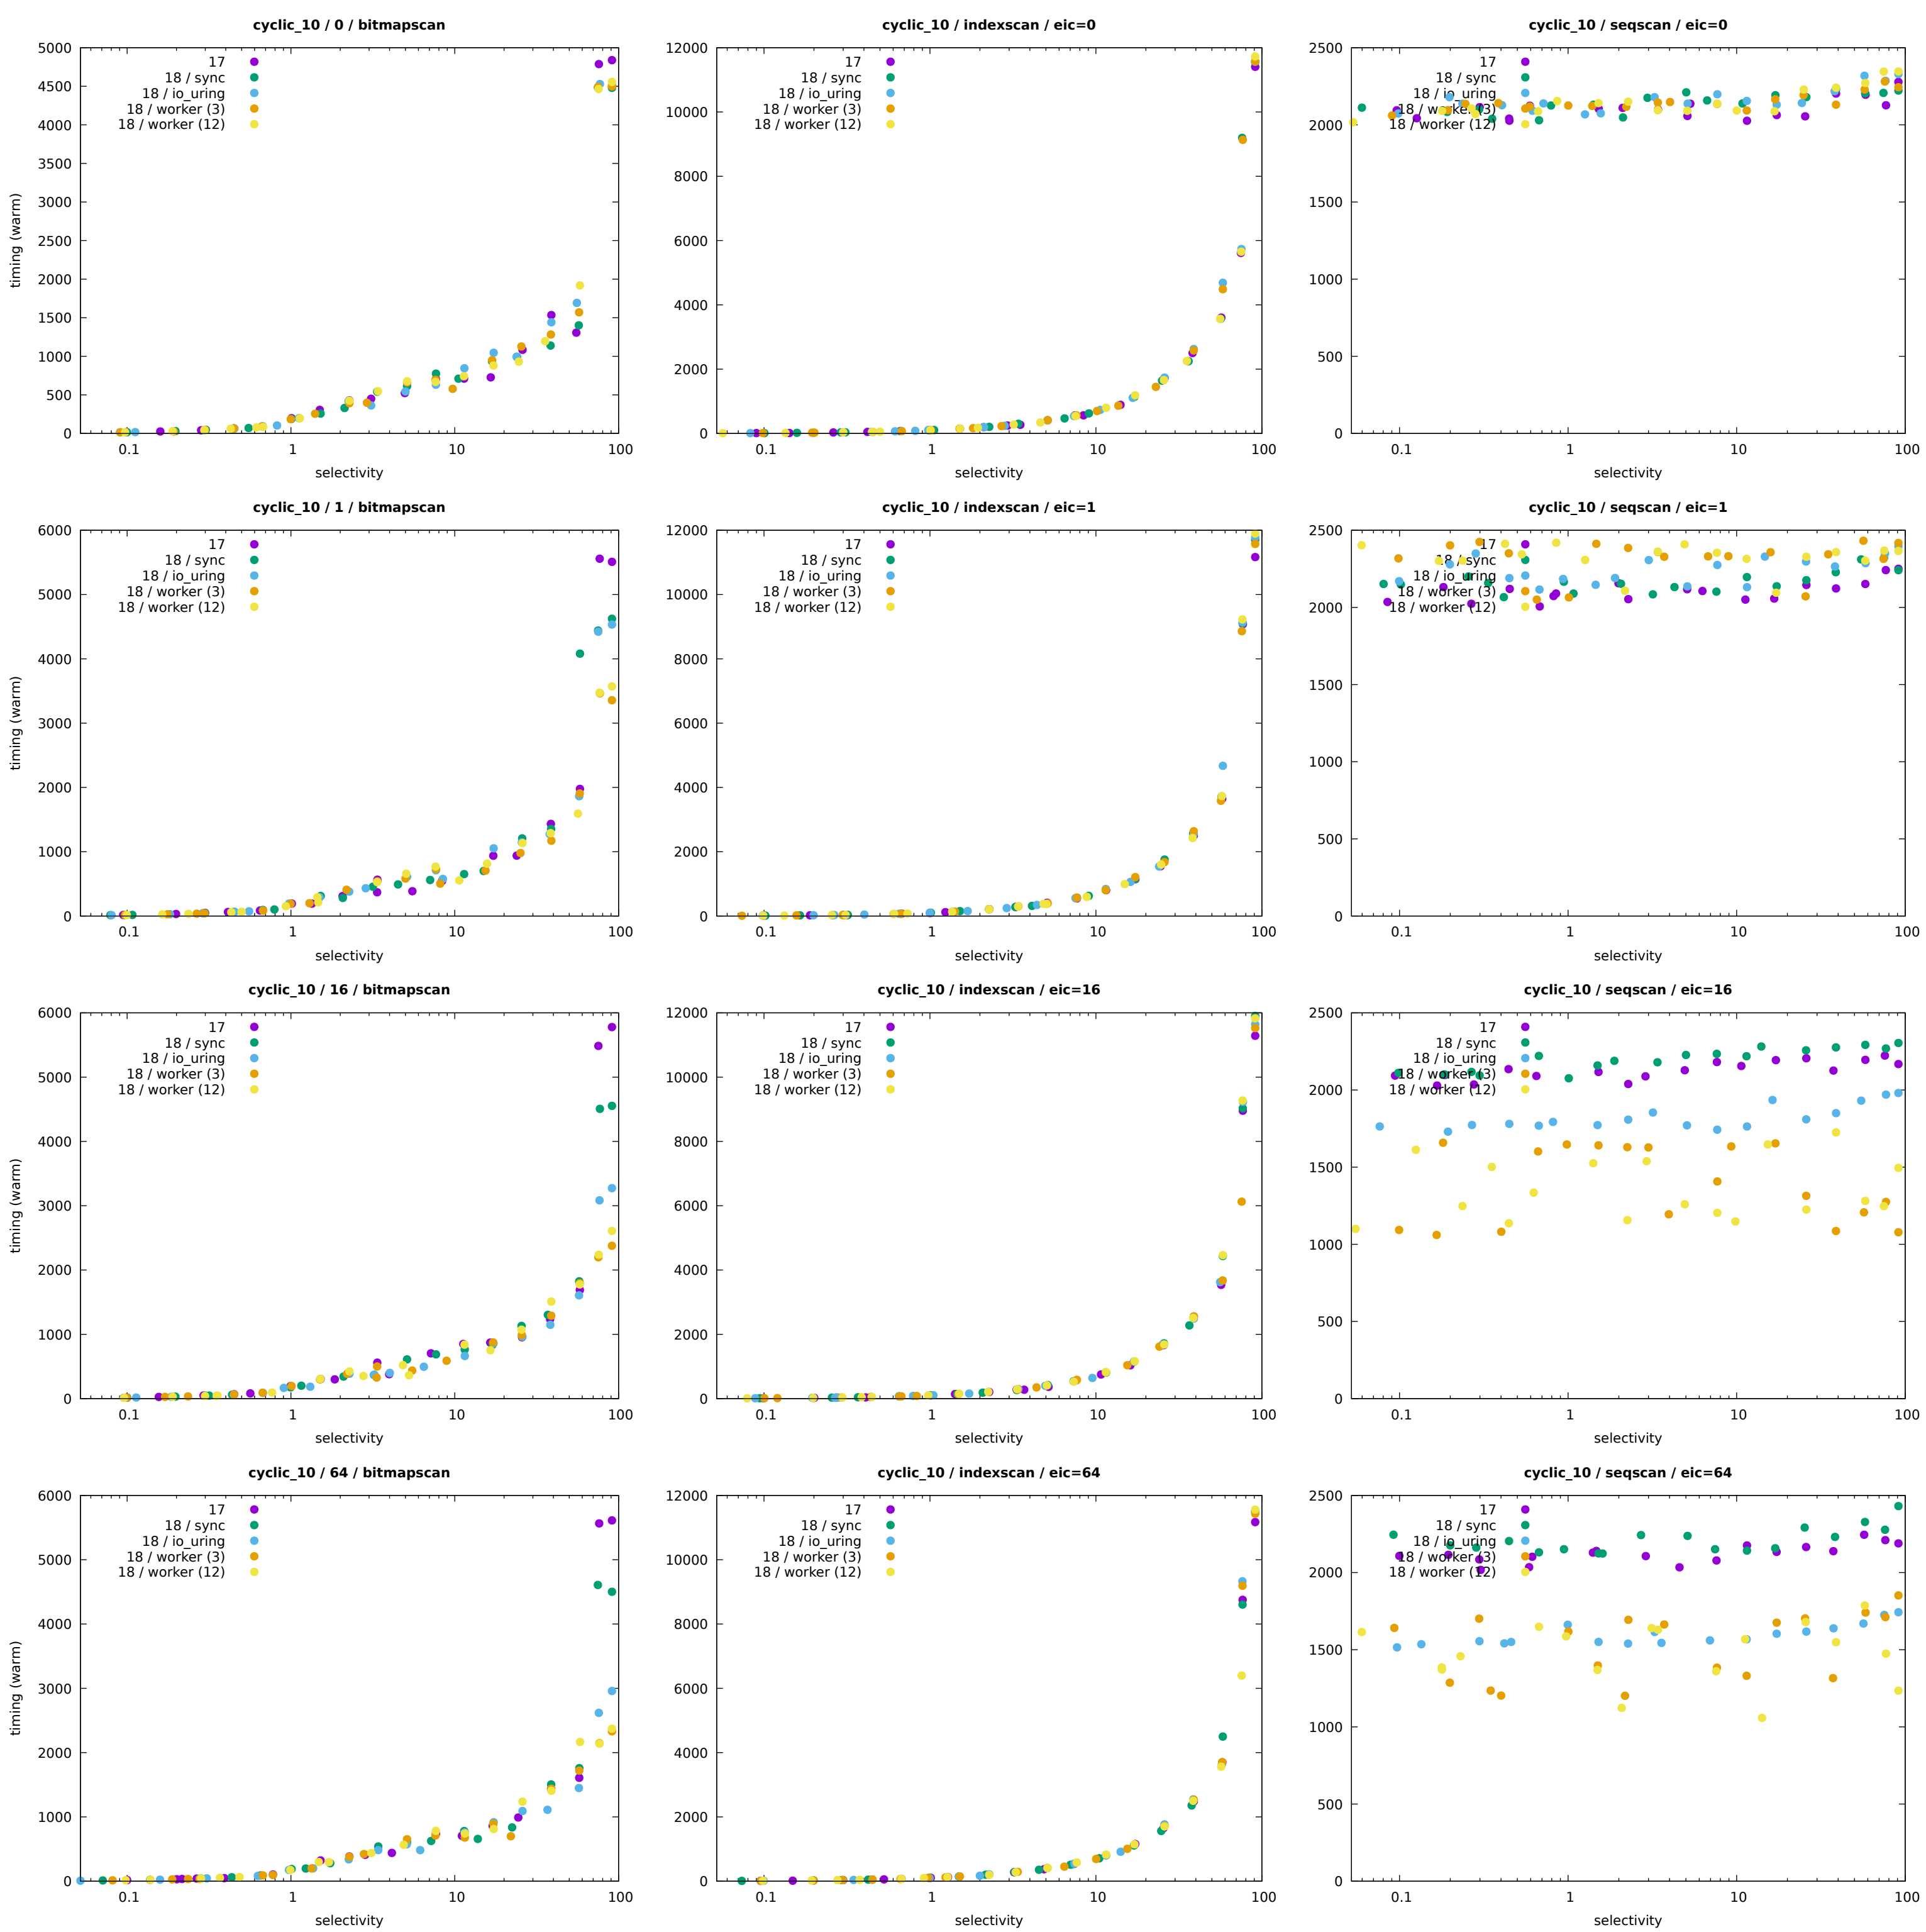 cyclic_10 / 0 / bitmapscan
5000
4500
4000
3500
3000
2500
2000
1500
1000
500
0
timing (warm)
17
18 / sync
18 / io_uring
18 / worker (3)
18 / worker (12)
0.1 1 10 100
selectivity
cyclic_10 / indexscan / eic=0
12000
10000
8000
6000
4000
2000
0
17
18 / sync
18 / io_uring
18 / worker (3)
18 / worker (12)
0.1 1 10 100
selectivity
cyclic_10 / seqscan / eic=0
2500
2000
1500
1000
500
0
17
18 / sync
18 / io_uring
18 / worker (3)
18 / worker (12)
0.1 1 10 100
selectivity
cyclic_10 / 1 / bitmapscan
6000
5000
4000
3000
2000
1000
0
timing (warm)
17
18 / sync
18 / io_uring
18 / worker (3)
18 / worker (12)
0.1 1 10 100
selectivity
cyclic_10 / indexscan / eic=1
12000
10000
8000
6000
4000
2000
0
17
18 / sync
18 / io_uring
18 / worker (3)
18 / worker (12)
0.1 1 10 100
selectivity
cyclic_10 / seqscan / eic=1
2500
2000
1500
1000
500
0
17
18 / sync
18 / io_uring
18 / worker (3)
18 / worker (12)
0.1 1 10 100
selectivity
cyclic_10 / 16 / bitmapscan
6000
5000
4000
3000
2000
1000
0
timing (warm)
17
18 / sync
18 / io_uring
18 / worker (3)
18 / worker (12)
0.1 1 10 100
selectivity
cyclic_10 / indexscan / eic=16
12000
10000
8000
6000
4000
2000
0
17
18 / sync
18 / io_uring
18 / worker (3)
18 / worker (12)
0.1 1 10 100
selectivity
cyclic_10 / seqscan / eic=16
2500
2000
1500
1000
500
0
17
18 / sync
18 / io_uring
18 / worker (3)
18 / worker (12)
0.1 1 10 100
selectivity
cyclic_10 / 64 / bitmapscan
6000
5000
4000
3000
2000
1000
0
timing (warm)
17
18 / sync
18 / io_uring
18 / worker (3)
18 / worker (12)
0.1 1 10 100
selectivity
cyclic_10 / indexscan / eic=64
12000
10000
8000
6000
4000
2000
0
17
18 / sync
18 / io_uring
18 / worker (3)
18 / worker (12)
0.1 1 10 100
selectivity
cyclic_10 / seqscan / eic=64
2500
2000
1500
1000
500
0
17
18 / sync
18 / io_uring
18 / worker (3)
18 / worker (12)
0.1 1 10 100
selectivity